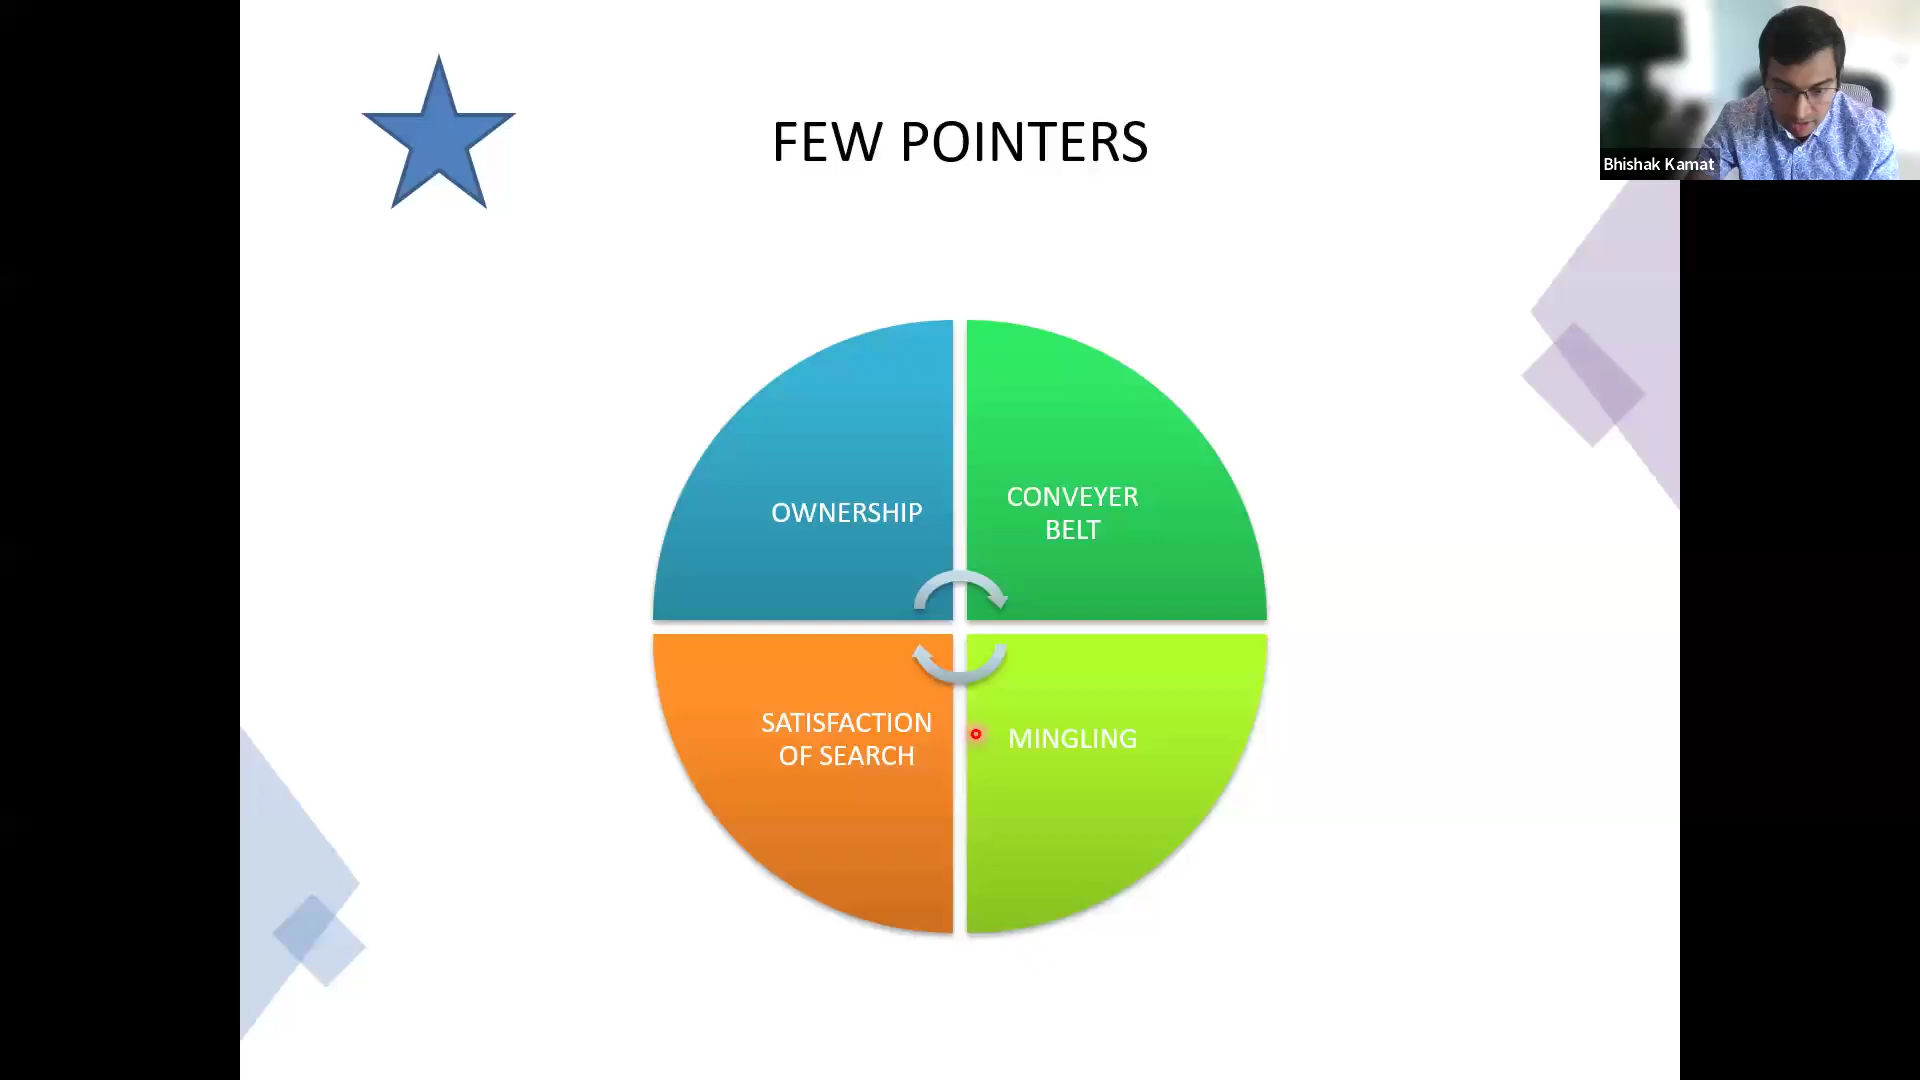 FEW POINTERS
Bhishak Kamat
OWNERSHIP
CONVEYER
BELT
SATISFACTION
OF SEARCH
MINGLING